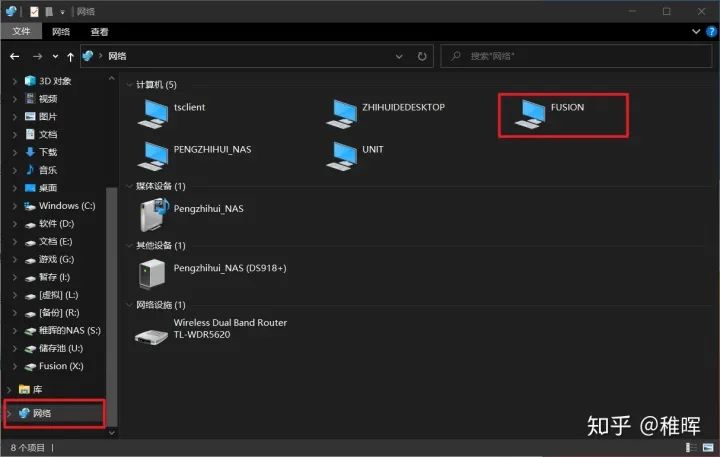 网络
文件
网络
查看
网络
搜索"网络"
3D 对象
视频
图片
文档
下载
音乐
桌面
Windows (C:)
软件 (D:)
文档 (E:)
游戏 (G:)
暂存 (I:)
[虚拟] (L:)
[备份] (R:)
稚晖的NAS (S:)
储存池 (U:)
Fusion (X:)
库
网络
计算机 (5)
tsclient
ZHIHUIDEDESKTOP
FUSION
PENGZHIHUI_NAS
UNIT
媒体设备 (1)
Pengzhihui_NAS
其他设备 (1)
Pengzhihui_NAS (DS918+)
网络设施 (1)
Wireless Dual Band Router
TL-WDR5620
8 个项目
知乎 @稚晖